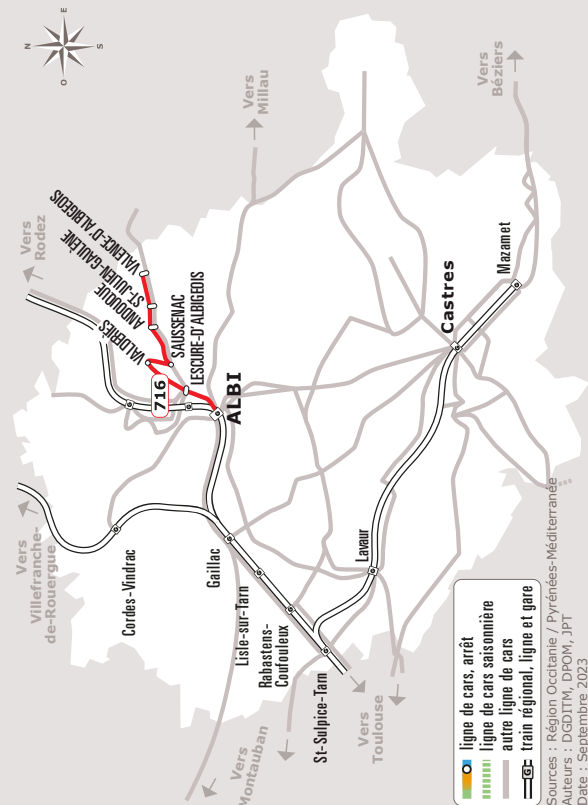 N
E
S
O
Vers
Rodez
Vers
Millau
Vers
Béziers
Vers
Villefranche-
de-Rouergue
VALDERIÈS
ANDOUQUE
ST-JULIEN-GAULÈNE
VALENCE-D'ALBIGEOIS
SAUSSENAC
LESCURE-D'ALBIGEOIS
716
ALBI
Cordes-Vindrac
Gaillac
Lisle-sur-Tarn
Rabastens-
Coufouleux
St-Sulpice-Tarn
Lavaur
Castres
Mazamet
Vers
Montauban
Vers
Toulouse
ligne de cars, arrêt
ligne de cars saisonnière
autre ligne de cars
G train régional, ligne et gare
Sources : Région Occitanie / Pyrénées-Méditerranée
Auteurs : DGDITM, DPOM, JPT
Date : Septembre 2023